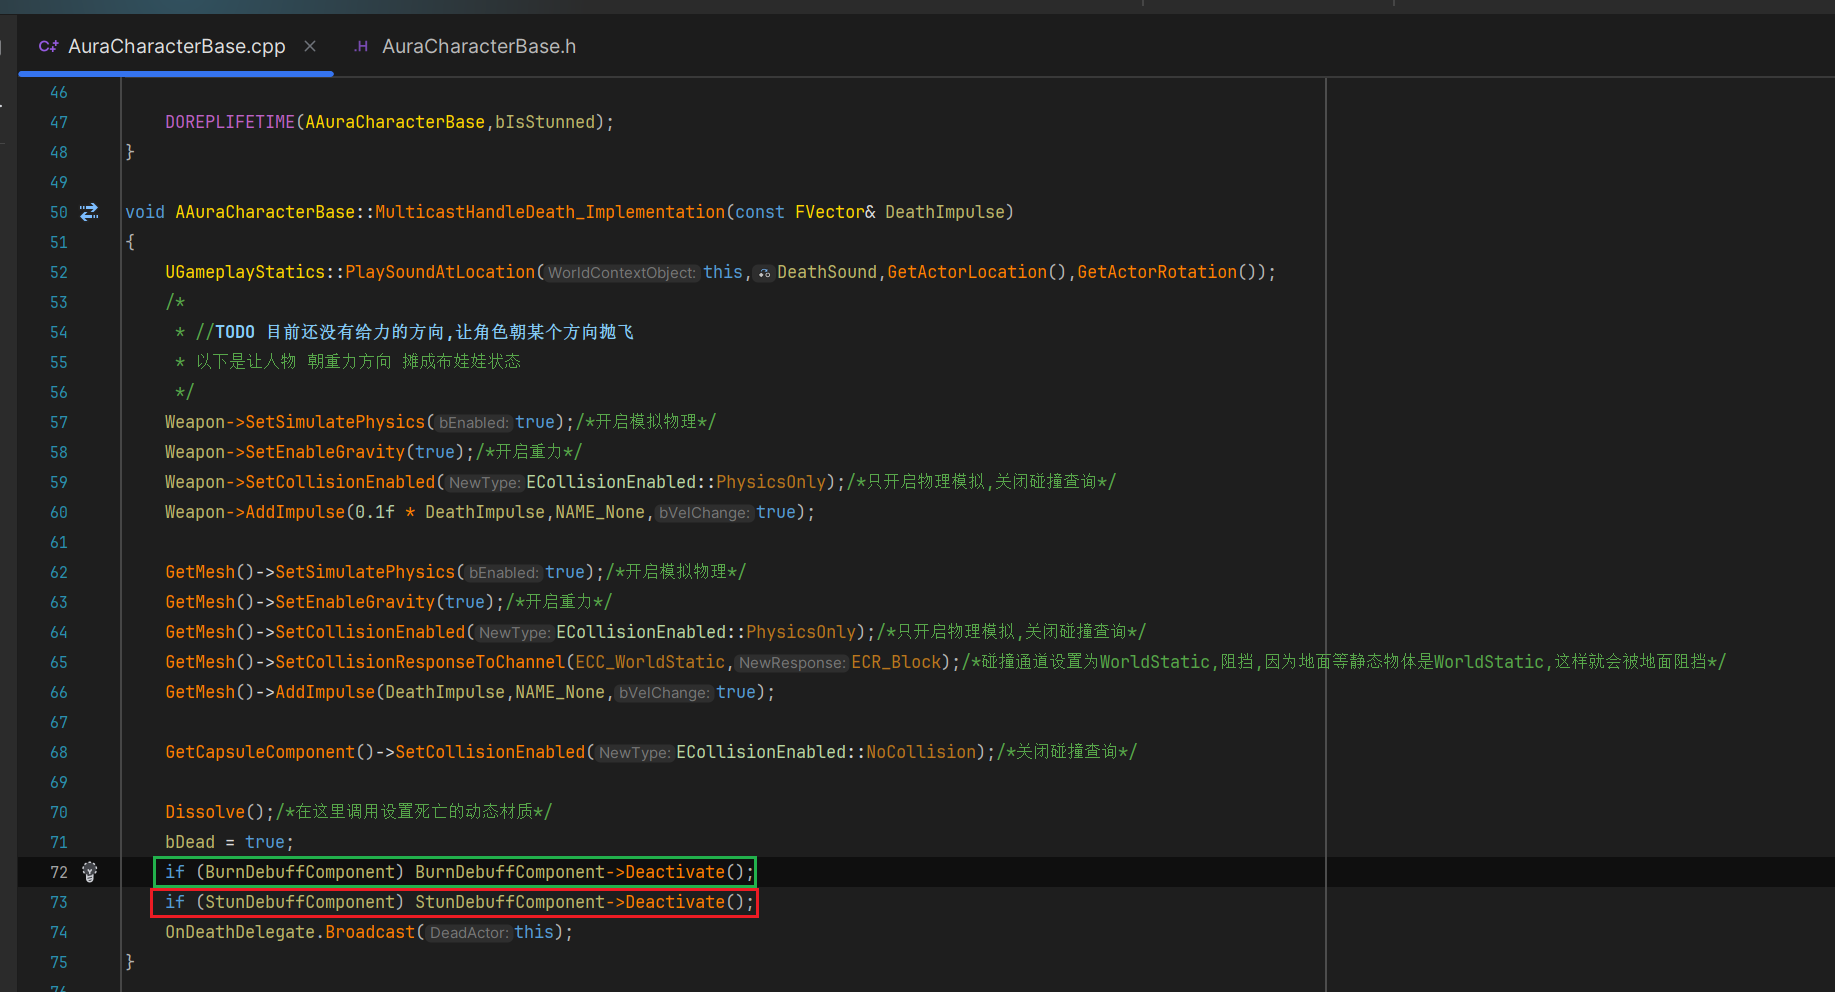 C++ AuraCharacterBase.cpp × .H AuraCharacterBase.h
46
47 DOREPLIFETIME(AAuraCharacterBase,bIsStunned);
48 }
49
50 void AAuraCharacterBase::MulticastHandleDeath_Implementation(const FVector& DeathImpulse)
51 {
52 UGameplayStatics::PlaySoundAtLocation(WorldContextObject: this,DeathSound,GetActorLocation(),GetActorRotation());
53 /*
54 * //TODO 目前还没有给力的方向,让角色朝某个方向抛飞
55 * 以下是让人物 朝重力方向 摊成布娃娃状态
56 */
57 Weapon->SetSimulatePhysics(bEnabled: true);/*开启模拟物理*/
58 Weapon->SetEnableGravity(true);/*开启重力*/
59 Weapon->SetCollisionEnabled(NewType: ECollisionEnabled::PhysicsOnly);/*只开启物理模拟,关闭碰撞查询*/
60 Weapon->AddImpulse(0.1f * DeathImpulse,NAME_None,bVelChange: true);
61
62 GetMesh()->SetSimulatePhysics(bEnabled: true);/*开启模拟物理*/
63 GetMesh()->SetEnableGravity(true);/*开启重力*/
64 GetMesh()->SetCollisionEnabled(NewType: ECollisionEnabled::PhysicsOnly);/*只开启物理模拟,关闭碰撞查询*/
65 GetMesh()->SetCollisionResponseToChannel(ECC_WorldStatic,NewResponse: ECR_Block);/*碰撞通道设置为WorldStatic,阻挡,因为地面等静态物体是WorldStatic,这样就会被地面阻挡*/
66 GetMesh()->AddImpulse(DeathImpulse,NAME_None,bVelChange: true);
67
68 GetCapsuleComponent()->SetCollisionEnabled(NewType: ECollisionEnabled::NoCollision);/*关闭碰撞查询*/
69
70 Dissolve();/*在这里调用设置死亡的动态材质*/
71 bDead = true;
72 if (BurnDebuffComponent) BurnDebuffComponent->Deactivate();
73 if (StunDebuffComponent) StunDebuffComponent->Deactivate();
74 OnDeathDelegate.Broadcast(DeadActor: this);
75 }
76